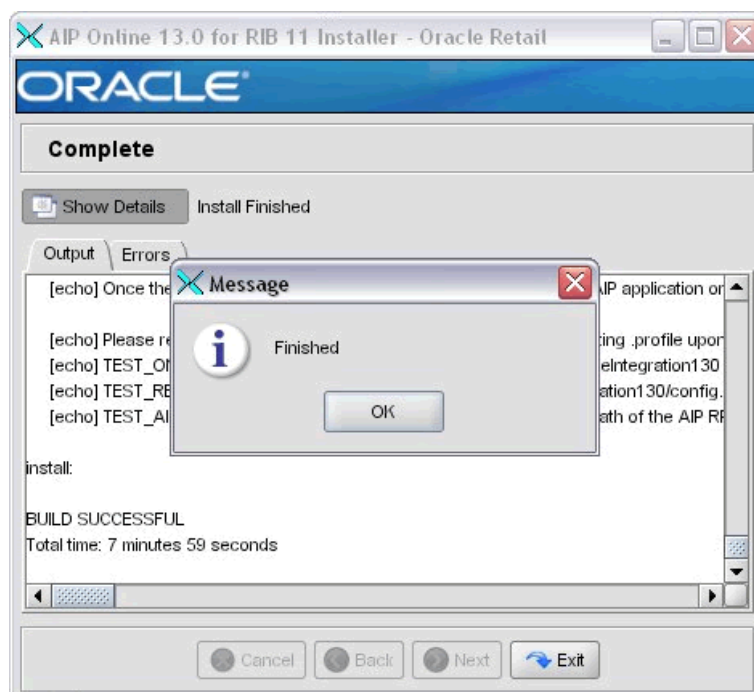 AIP Online 13.0 for RIB 11 Installer - Oracle Retail
ORACLE
Complete
Show Details Install Finished
Output Errors
[echo] Once the AIP application or
Message
[echo] Please re ting .profile upon
Finished
[echo] TEST_ON eIntegration130
[echo] TEST_RE ation130/config.
[echo] TEST_AI ath of the AIP RP
OK
install:
BUILD SUCCESSFUL
Total time: 7 minutes 59 seconds
Cancel Back Next Exit